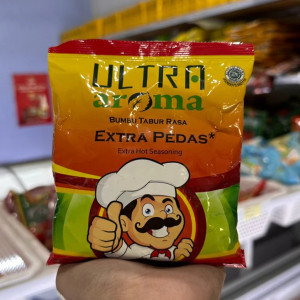 ULTRA
aroma
BUMBU TABUR RASA
EXTRA PEDAS*
Extra Hot Seasoning